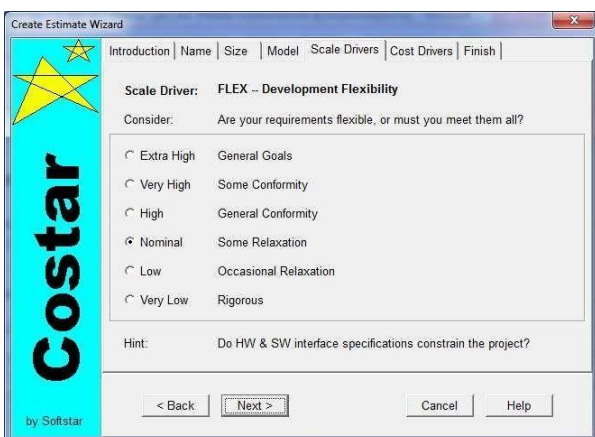 Create Estimate Wizard
X
Introduction Name Size Model Scale Drivers Cost Drivers Finish
Scale Driver: FLEX -- Development Flexibility
Consider: Are your requirements flexible, or must you meet them all?
Extra High General Goals
Very High Some Conformity
High General Conformity
Nominal Some Relaxation
Low Occasional Relaxation
Very Low Rigorous
Hint: Do HW & SW interface specifications constrain the project?
< Back Next > Cancel Help
Costar
by Softstar